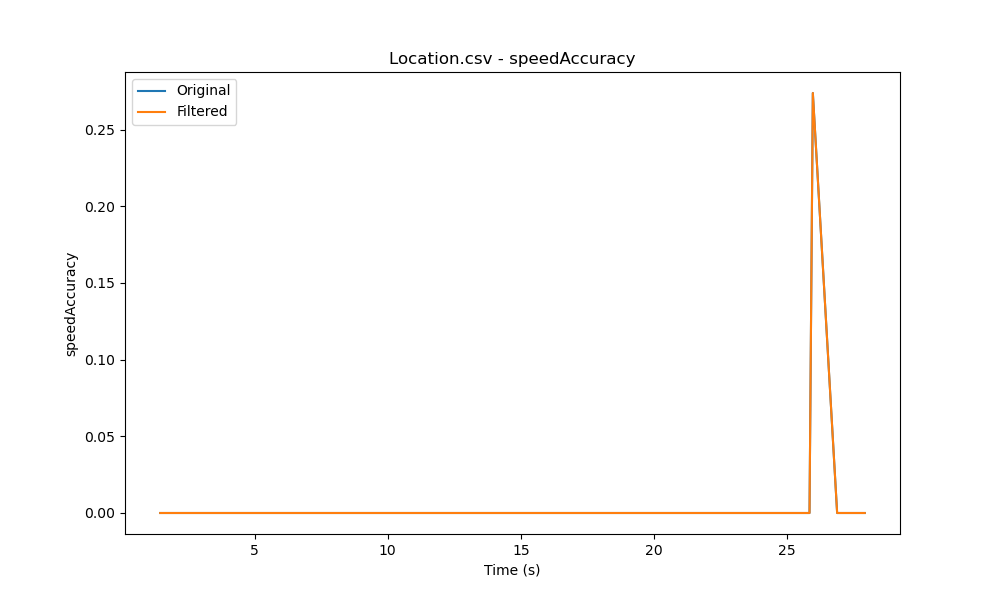 Location.csv - speedAccuracy
Original
Filtered
0.25
0.20
0.15
0.10
0.05
0.00
speedAccuracy
5 10 15 20 25
Time (s)